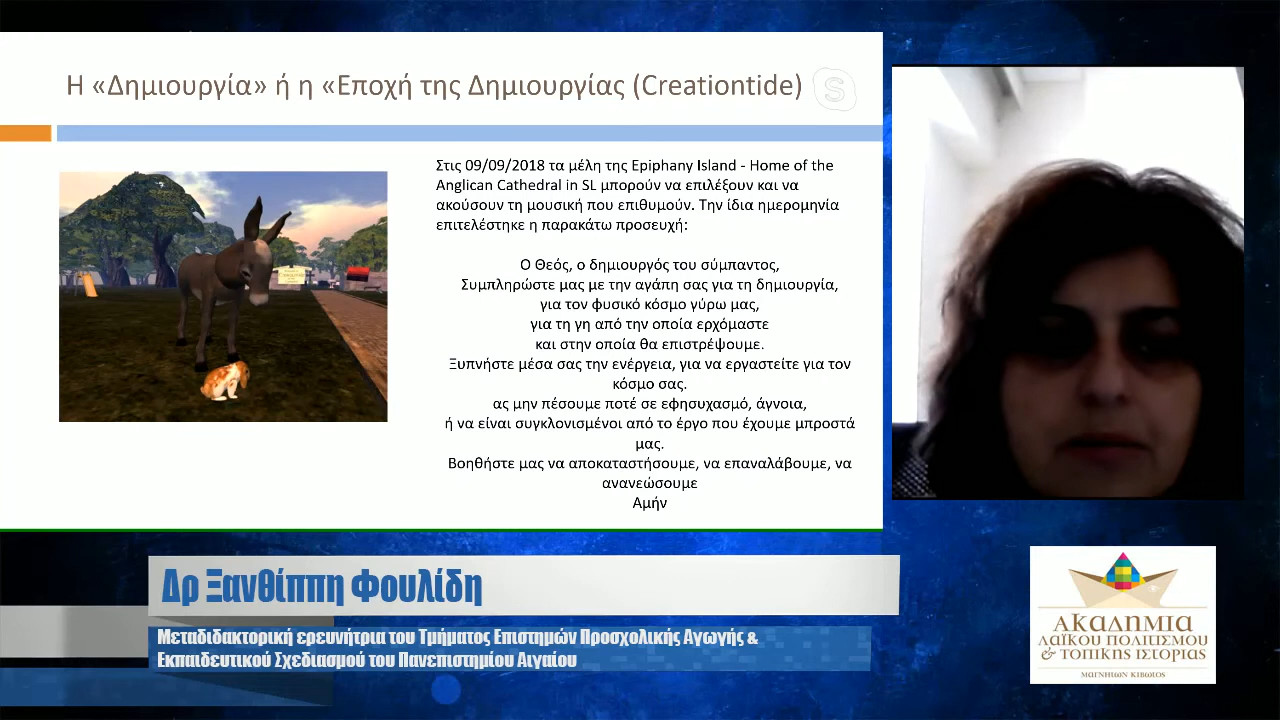 Η «Δημιουργία» ή η «Εποχή της Δημιουργίας (Creationtide)
Στις 09/09/2018 τα μέλη της Epiphany Island - Home of the
Anglican Cathedral in SL μπορούν να επιλέξουν και να
ακούσουν τη μουσική που επιθυμούν. Την ίδια ημερομηνία
επιτελέστηκε η παρακάτω προσευχή:
Ο Θεός, ο δημιουργός του σύμπαντος,
Συμπληρώστε μας με την αγάπη σας για τη δημιουργία,
για τον φυσικό κόσμο γύρω μας,
για τη γη από την οποία ερχόμαστε
και στην οποία θα επιστρέψουμε.
Ξυπνήστε μέσα σας την ενέργεια, για να εργαστείτε για τον
κόσμο σας.
ας μην πέσουμε ποτέ σε εφησυχασμό, άγνοια,
ή να είναι συγκλονισμένοι από το έργο που έχουμε μπροστά
μας.
Βοηθήστε μας να αποκαταστήσουμε, να επαναλάβουμε, να
ανανεώσουμε
Αμήν
Δρ Ξανθίππη Φουλίδη
Μεταδιδακτορική ερευνήτρια του Τμήματος Επιστημών Προσχολικής Αγωγής &
Εκπαιδευτικού Σχεδιασμού του Πανεπιστημίου Αιγαίου
ΑΚΑΔΗΜΙΑ
ΛΑΪΚΟΥ ΠΟΛΙΤΙΣΜΟΥ
& ΤΟΠΙΚΗΣ ΙΣΤΟΡΙΑΣ
ΜΑΓΝΗΤΩΝ ΚΙΒΩΤΟΣ